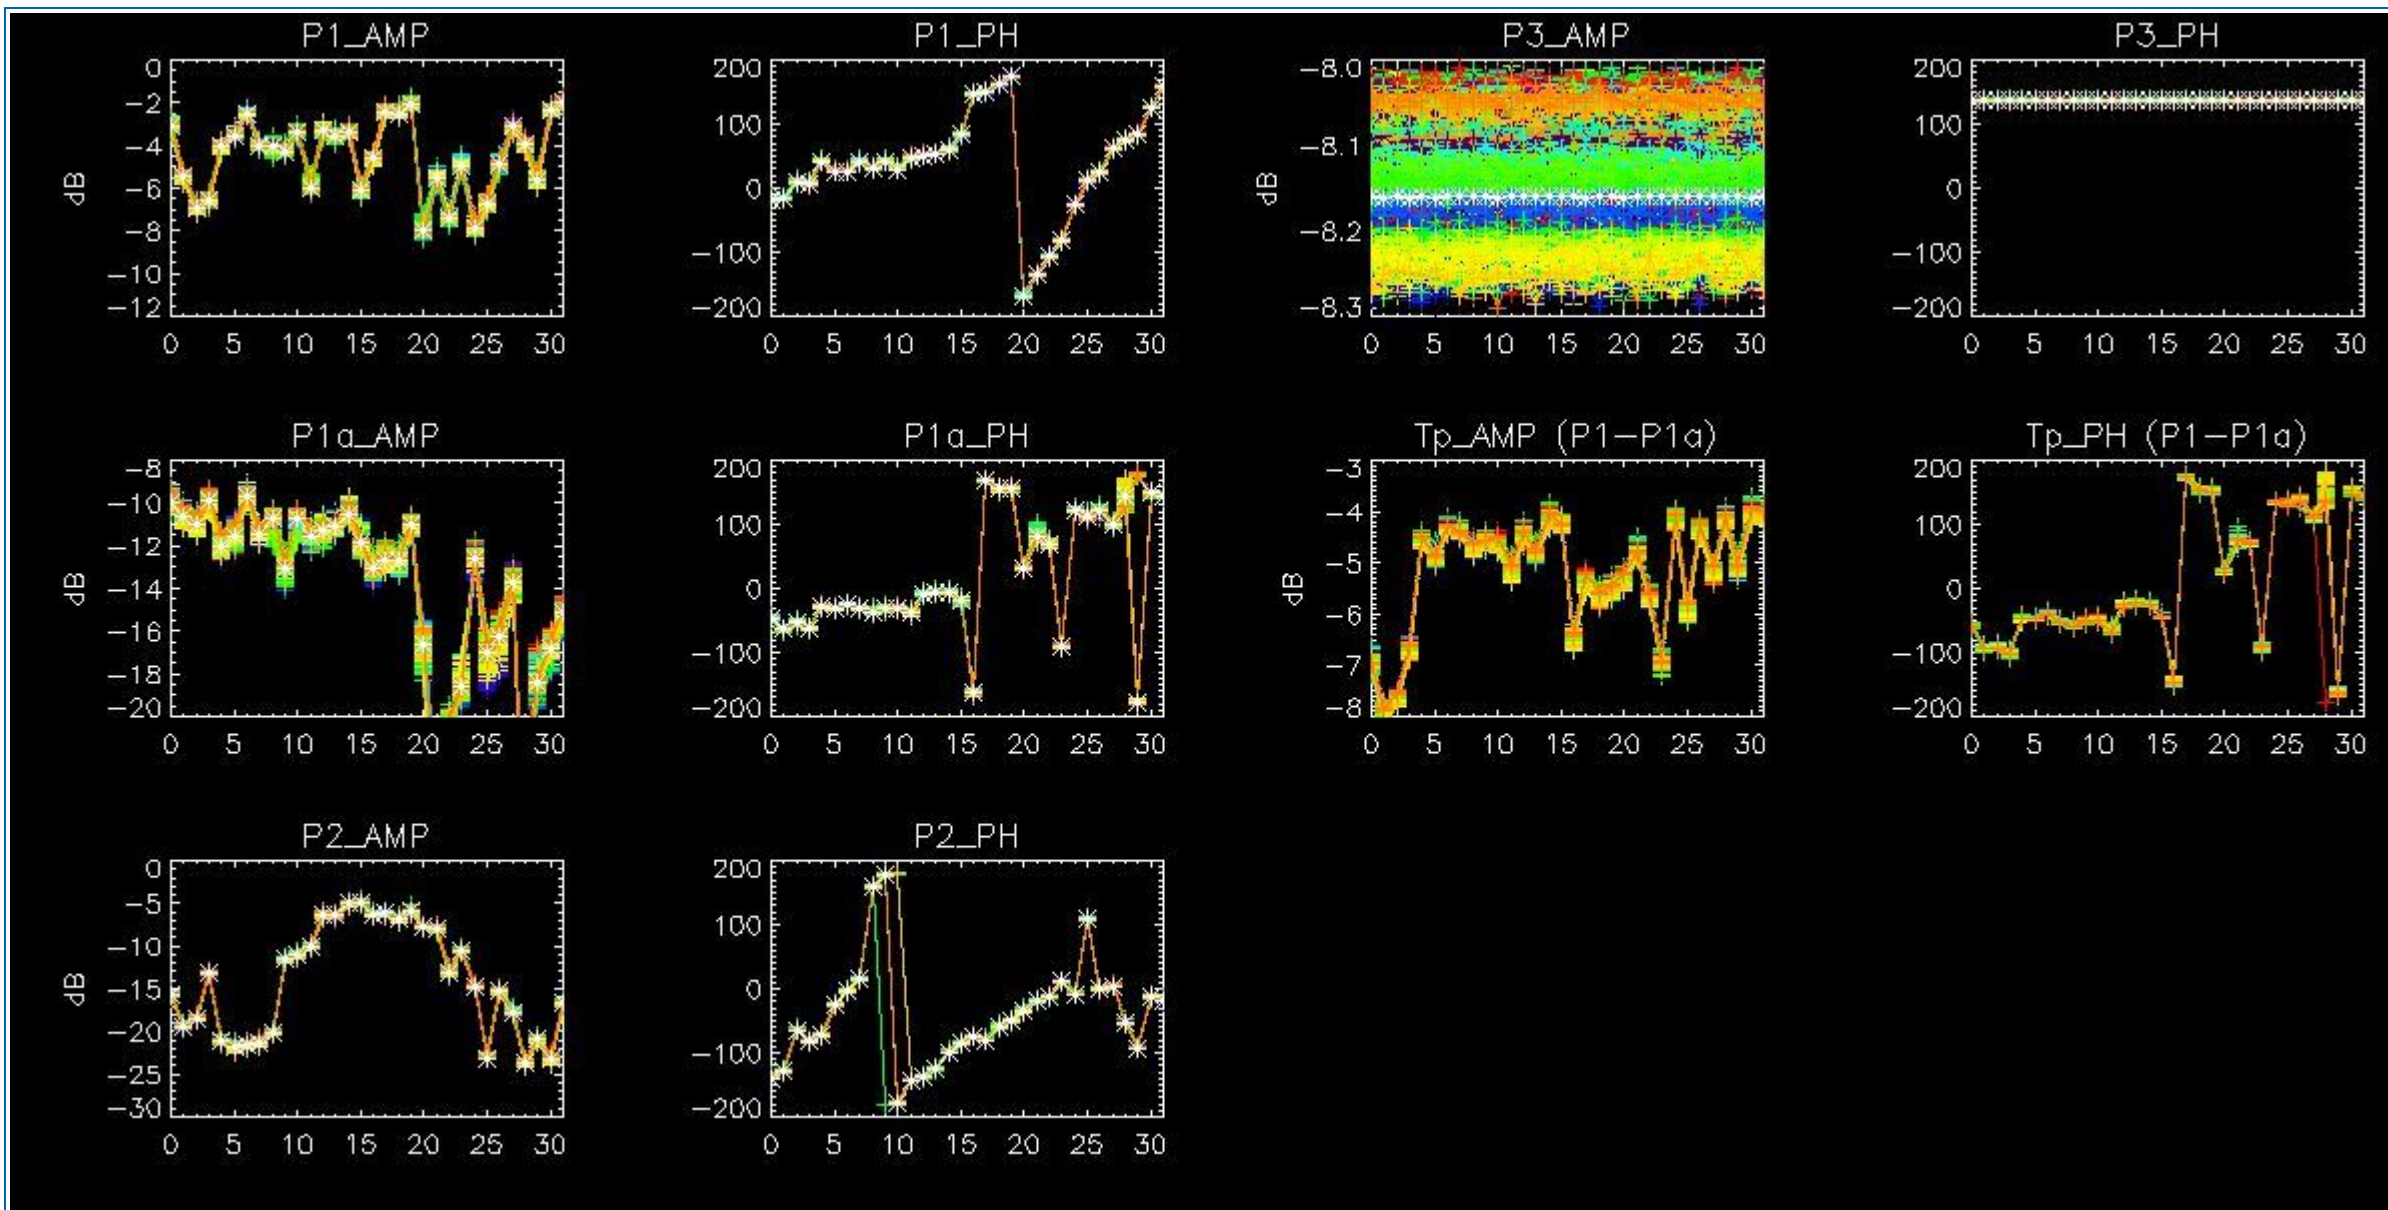 P1_AMP
0
−2
−4
−6
−8
−10
−12
dB
0 5 10 15 20 25 30
P1_PH
200
100
0
−100
−200
0 5 10 15 20 25 30
P3_AMP
−8.0
−8.1
−8.2
−8.3
dB
0 5 10 15 20 25 30
P3_PH
200
100
0
−100
−200
0 5 10 15 20 25 30
P1a_AMP
−8
−10
−12
−14
−16
−18
−20
dB
0 5 10 15 20 25 30
P1a_PH
200
100
0
−100
−200
0 5 10 15 20 25 30
Tp_AMP (P1−P1a)
−3
−4
−5
−6
−7
−8
dB
0 5 10 15 20 25 30
Tp_PH (P1−P1a)
200
100
0
−100
−200
0 5 10 15 20 25 30
P2_AMP
0
−5
−10
−15
−20
−25
−30
dB
0 5 10 15 20 25 30
P2_PH
200
100
0
−100
−200
0 5 10 15 20 25 30